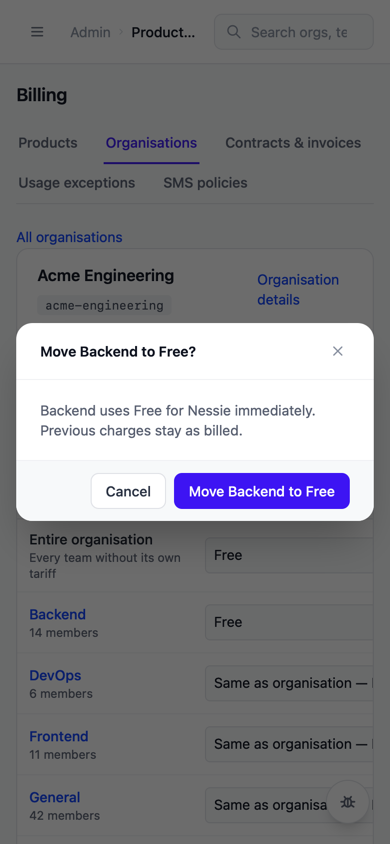 Admin › Product...
Search orgs, te
Billing
Products Organisations Contracts & invoices
Usage exceptions SMS policies
All organisations
Acme Engineering
acme-engineering
Organisation
details
Move Backend to Free?
Backend uses Free for Nessie immediately.
Previous charges stay as billed.
Cancel Move Backend to Free
Entire organisation
Every team without its own
tariff
Free
Backend
14 members
Free
DevOps
6 members
Same as organisation —
Frontend
11 members
Same as organisation —
General
42 members
Same as organisa